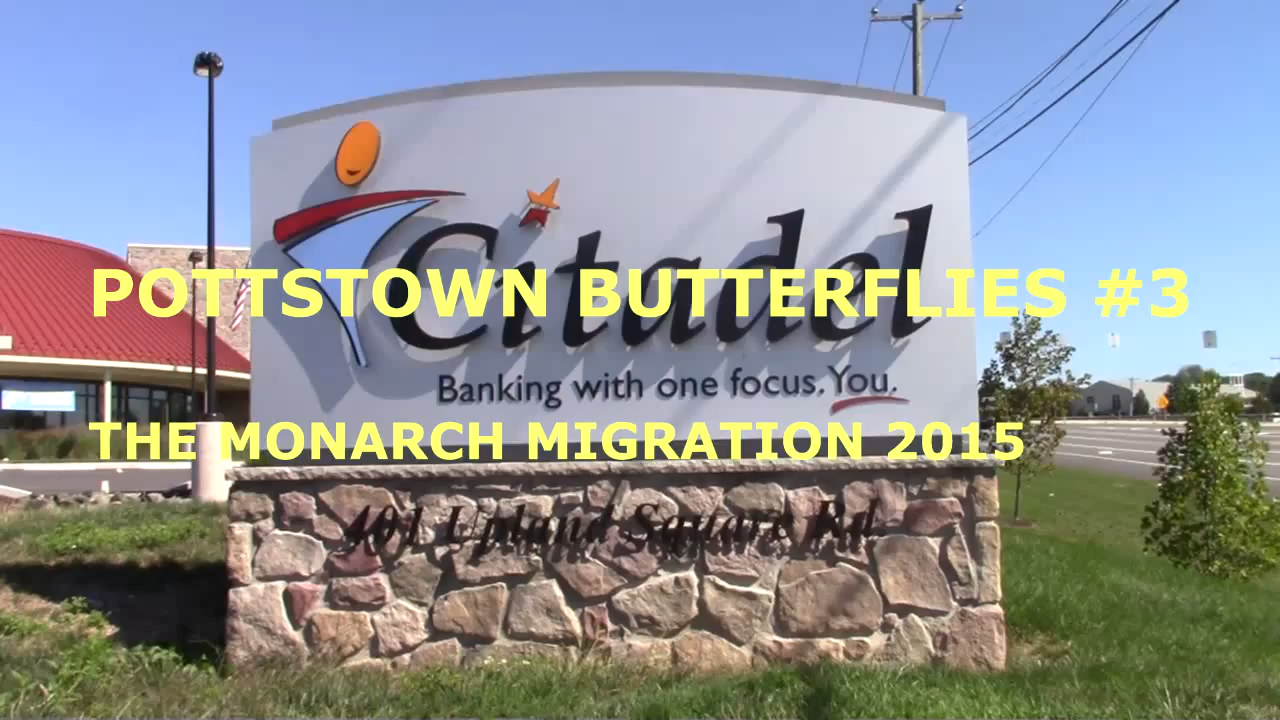 Citadel
POTTSTOWN BUTTERFLIES #3
Banking with one focus. You.
THE MONARCH MIGRATION 2015
401 Upland Square Rd.